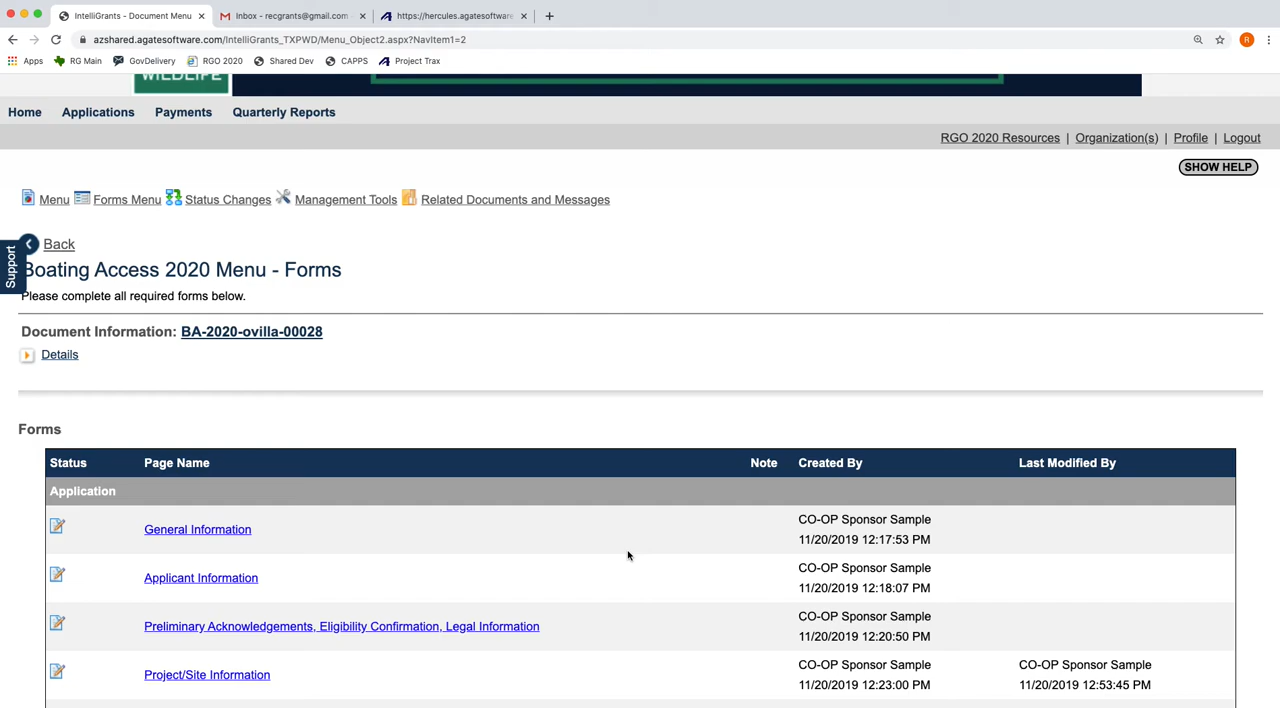 IntelliGrants - Document Menu
Inbox - recgrants@gmail.com
https://hercules.agatesoftware
azshared.agatesoftware.com/IntelliGrants_TXPWD/Menu_Object2.aspx?NavItem1=2
R
Apps RG Main GovDelivery RGO 2020 Shared Dev CAPPS Project Trax
WILDLIFE
Home Applications Payments Quarterly Reports
RGO 2020 Resources | Organization(s) | Profile | Logout
SHOW HELP
Menu Forms Menu Status Changes Management Tools Related Documents and Messages
Support
Back
Boating Access 2020 Menu - Forms
Please complete all required forms below.
Document Information: BA-2020-ovilla-00028
Details
Forms
Status Page Name Note Created By Last Modified By
Application
General Information CO-OP Sponsor Sample
11/20/2019 12:17:53 PM
Applicant Information CO-OP Sponsor Sample
11/20/2019 12:18:07 PM
Preliminary Acknowledgements, Eligibility Confirmation, Legal Information CO-OP Sponsor Sample
11/20/2019 12:20:50 PM
Project/Site Information CO-OP Sponsor Sample CO-OP Sponsor Sample
11/20/2019 12:23:00 PM 11/20/2019 12:53:45 PM